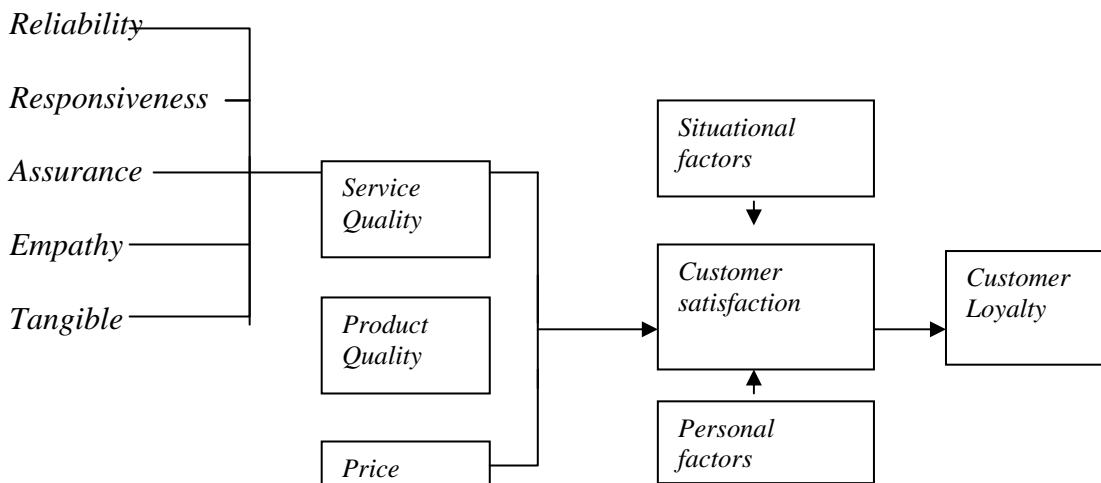 Reliability
Responsiveness
Assurance
Empathy
Tangible
Service
Quality
Product
Quality
Price
Situational
factors
Customer
satisfaction
Personal
factors
Customer
Loyalty